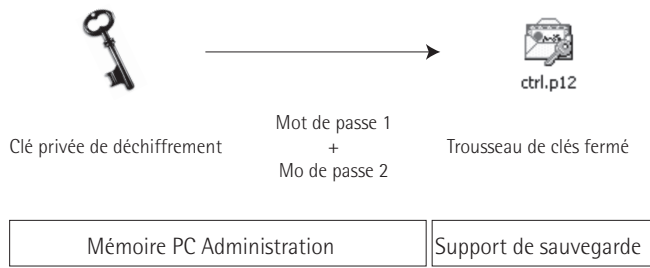 ctrl.p12
Clé privée de déchiffrement
Mot de passe 1
+
Mo de passe 2
Trousseau de clés fermé
Mémoire PC Administration
Support de sauvegarde